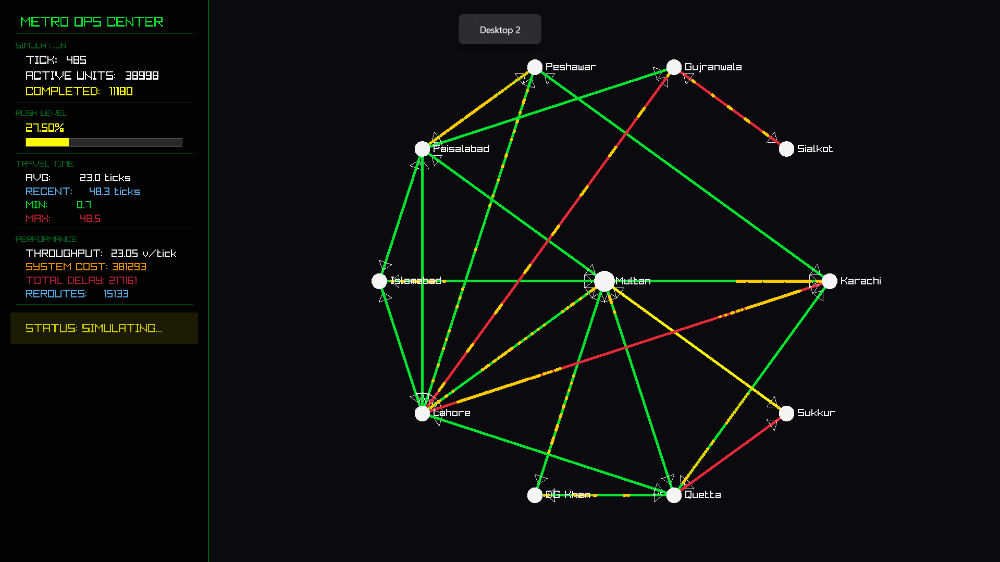 METRO OPS CENTER
SIMULATION
TICK: 485
ACTIVE UNITS: 38998
COMPLETED: 11180
RUSH LEVEL
27.50%
TRAVEL TIME
AVG: 23.0 ticks
RECENT: 48.3 ticks
MIN: 0.7
MAX: 48.5
PERFORMANCE
THROUGHPUT: 23.05 v/tick
SYSTEM COST: 381293
TOTAL DELAY: 217161
REROUTES: 15133
STATUS: SIMULATING...
Desktop 2
Peshawar
Gujranwala
Faisalabad
Sialkot
Islamabad
Multan
Karachi
Lahore
Sukkur
DG Khan
Quetta